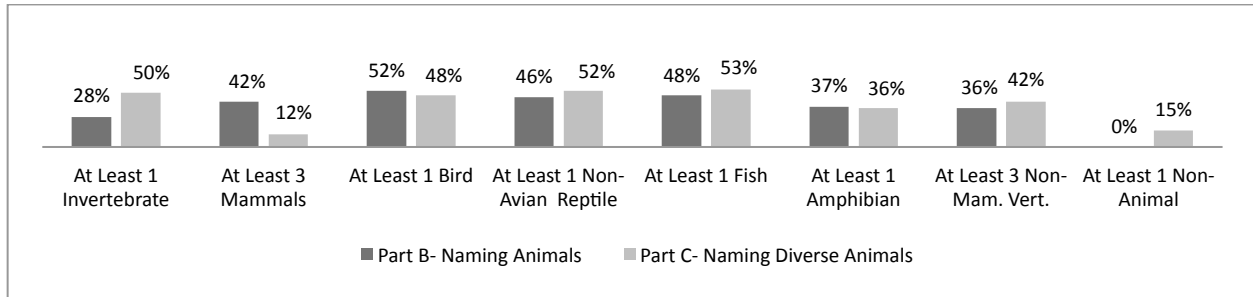 28% 50% 42% 12% 52% 48% 46% 52% 48% 53% 37% 36% 36% 42% 0% 15%
At Least 1 Invertebrate
At Least 3 Mammals
At Least 1 Bird
At Least 1 Non-Avian Reptile
At Least 1 Fish
At Least 1 Amphibian
At Least 3 Non-Mam. Vert.
At Least 1 Non-Animal
Part B- Naming Animals
Part C- Naming Diverse Animals